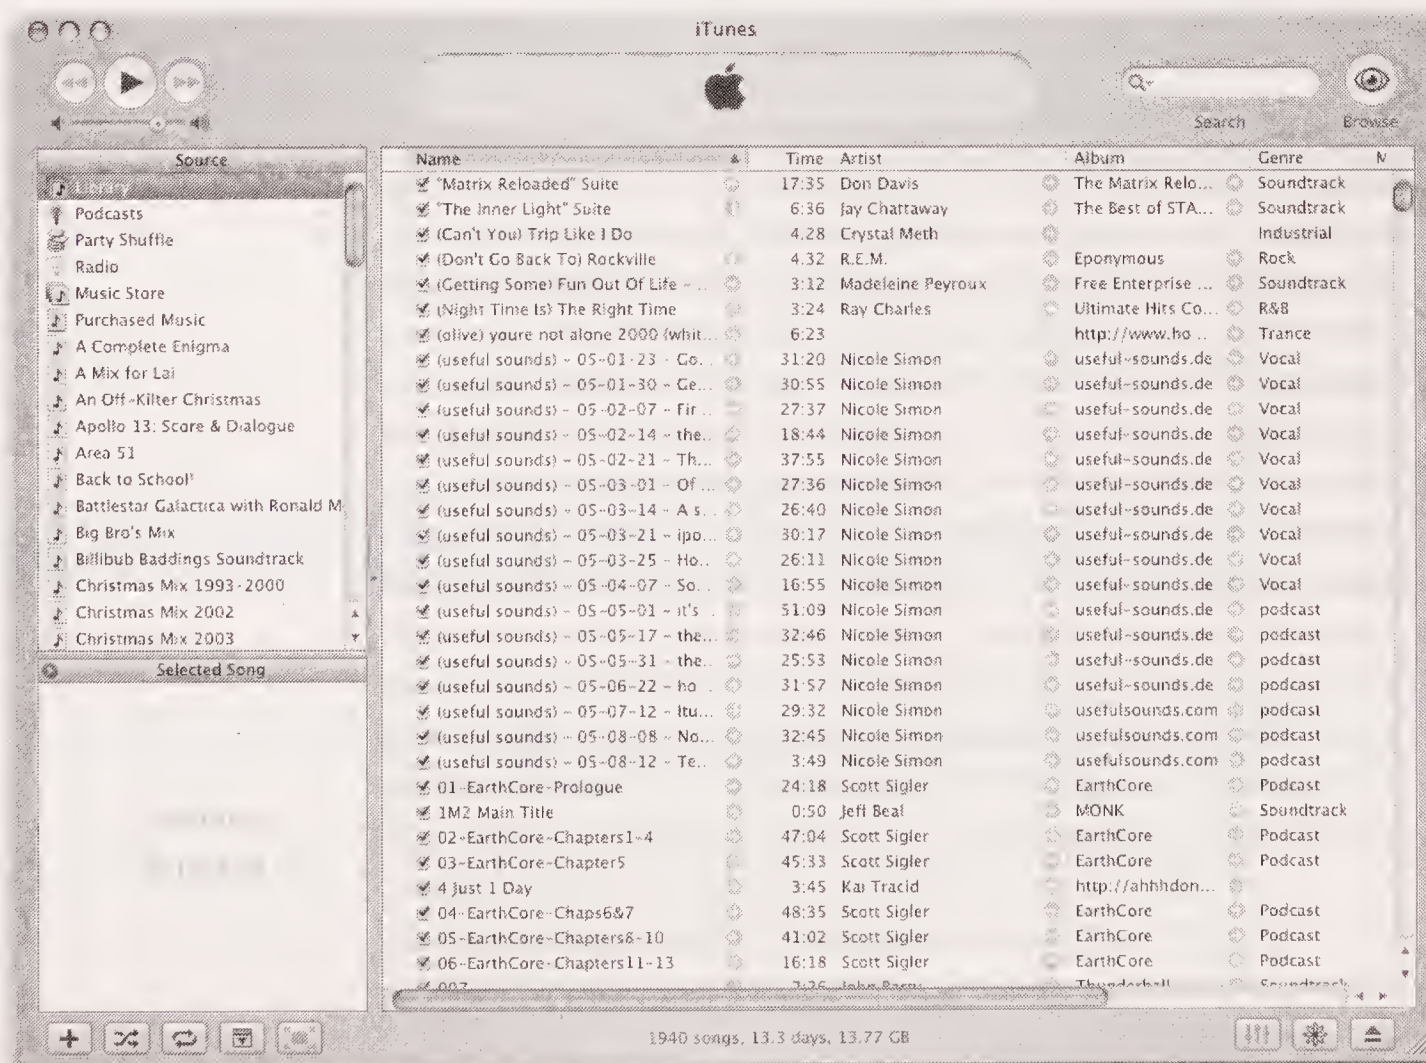 iTunes
Search
Browse
Source
Library
Podcasts
Party Shuffle
Radio
Music Store
Purchased Music
A Complete Enigma
A Mix for Lai
An Off-Kilter Christmas
Apollo 13: Score & Dialogue
Area 51
Back to School!
Battlestar Galactica with Ronald M
Big Bro's Mix
Billibub Baddings Soundtrack
Christmas Mix 1993-2000
Christmas Mix 2002
Christmas Mix 2003
Selected Song
Name Time Artist Album Genre M
"Matrix Reloaded" Suite 17:35 Don Davis The Matrix Relo... Soundtrack
"The Inner Light" Suite 6:36 Jay Chattaway The Best of STA... Soundtrack
(Can't You) Trip Like I Do 4:28 Crystal Meth Industrial
(Don't Go Back To) Rockville 4:32 R.E.M. Eponymous Rock
(Getting Some) Fun Out Of Life - ... 3:12 Madeleine Peyroux Free Enterprise ... Soundtrack
(Night Time Is) The Right Time 3:24 Ray Charles Ultimate Hits Co... R&B
(olive) youre not alone 2000 (whit... 6:23 http://www.ho... Trance
(useful sounds) - 05-01-23 - Go... 31:20 Nicole Simon useful-sounds.de Vocal
(useful sounds) - 05-01-30 - Ge... 30:55 Nicole Simon useful-sounds.de Vocal
(useful sounds) - 05-02-07 - Fir... 27:37 Nicole Simon useful-sounds.de Vocal
(useful sounds) - 05-02-14 - the... 18:44 Nicole Simon useful-sounds.de Vocal
(useful sounds) - 05-02-21 - Th... 37:55 Nicole Simon useful-sounds.de Vocal
(useful sounds) - 05-03-01 - Of ... 27:36 Nicole Simon useful-sounds.de Vocal
(useful sounds) - 05-03-14 - A s... 26:40 Nicole Simon useful-sounds.de Vocal
(useful sounds) - 05-03-21 - ipo... 30:17 Nicole Simon useful-sounds.de Vocal
(useful sounds) - 05-03-25 - Ho... 26:11 Nicole Simon useful-sounds.de Vocal
(useful sounds) - 05-04-07 - So... 16:55 Nicole Simon useful-sounds.de Vocal
(useful sounds) - 05-05-01 - it's ... 51:09 Nicole Simon useful-sounds.de podcast
(useful sounds) - 05-05-17 - the... 32:46 Nicole Simon useful-sounds.de podcast
(useful sounds) - 05-05-31 - the... 25:53 Nicole Simon useful-sounds.de podcast
(useful sounds) - 05-06-22 - ho... 31:57 Nicole Simon useful-sounds.de podcast
(useful sounds) - 05-07-12 - Itu... 29:32 Nicole Simon usefulsounds.com podcast
(useful sounds) - 05-08-08 - No... 32:45 Nicole Simon usefulsounds.com podcast
(useful sounds) - 05-08-12 - Te... 3:49 Nicole Simon usefulsounds.com podcast
01-EarthCore-Prologue 24:18 Scott Sigler EarthCore Podcast
1M2 Main Title 0:50 Jeff Beal MONK Soundtrack
02-EarthCore-Chapters1-4 47:04 Scott Sigler EarthCore Podcast
03-EarthCore-Chapter5 45:33 Scott Sigler EarthCore Podcast
4 Just 1 Day 3:45 Kai Tracid http://ahhhdon...
04-EarthCore-Chaps6&7 48:35 Scott Sigler EarthCore Podcast
05-EarthCore-Chapters8-10 41:02 Scott Sigler EarthCore Podcast
06-EarthCore-Chapters11-13 16:18 Scott Sigler EarthCore Podcast
007 John Barry Thunderball Soundtrack
1940 songs, 13.3 days, 13.77 GB